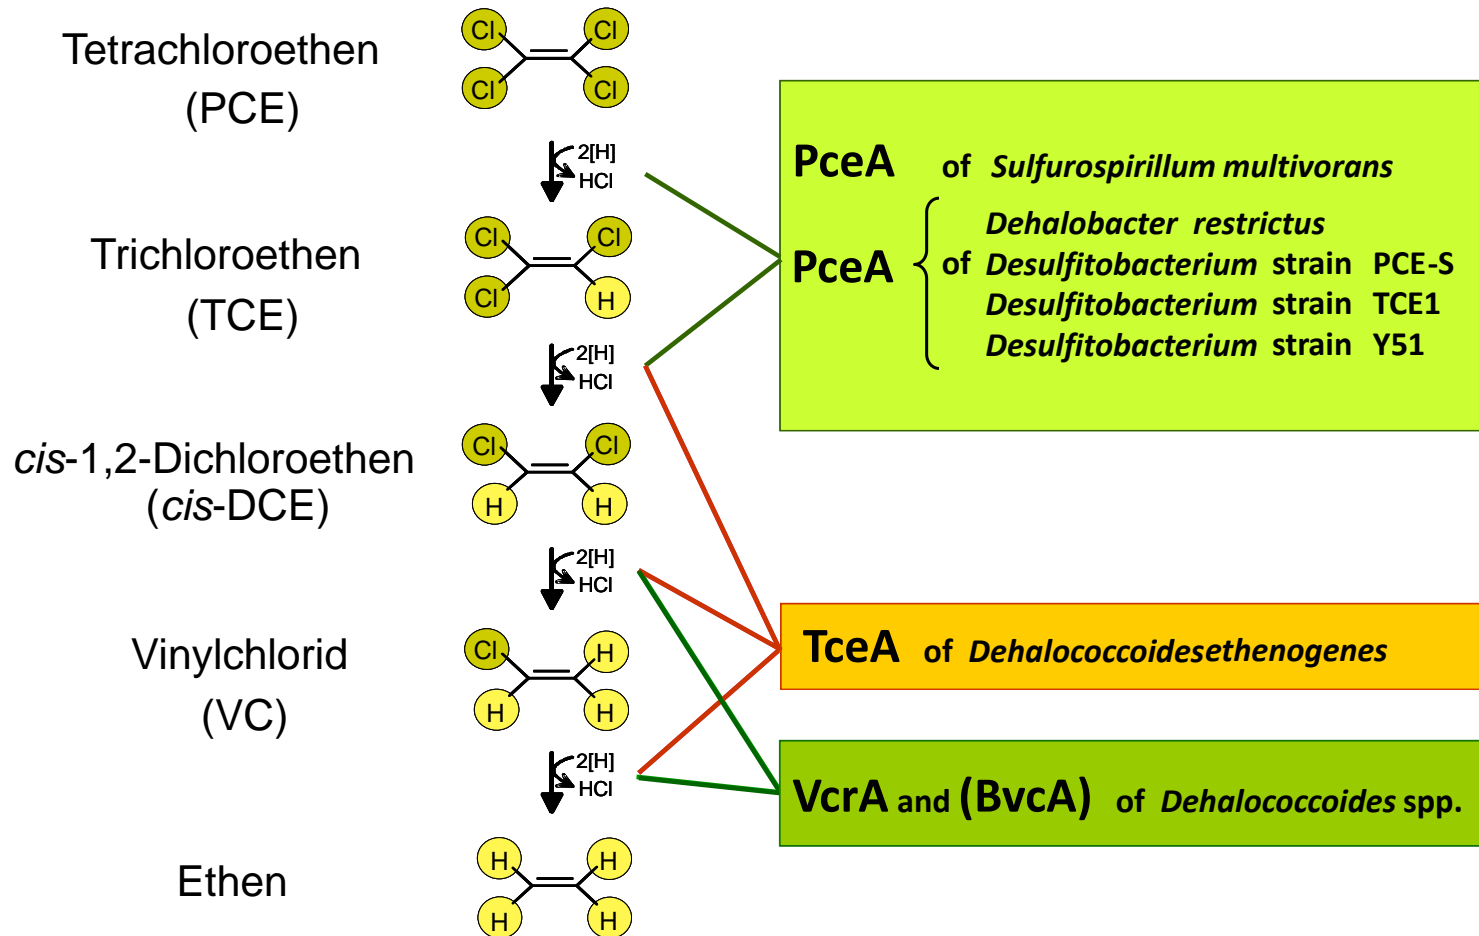 Tetrachloroethen
(PCE)
Cl Cl
Cl Cl
2[H]
HCl
Trichloroethen
(TCE)
Cl Cl
Cl H
2[H]
HCl
cis-1,2-Dichloroethen
(cis-DCE)
Cl Cl
H H
2[H]
HCl
Vinylchlorid
(VC)
Cl H
H H
2[H]
HCl
Ethen
H H
H H
PceA of Sulfurospirillum multivorans
Dehalobacter restrictus
PceA of Desulfitobacterium strain PCE-S
Desulfitobacterium strain TCE1
Desulfitobacterium strain Y51
TceA of Dehalococcoidesethenogenes
VcrA and (BvcA) of Dehalococcoides spp.